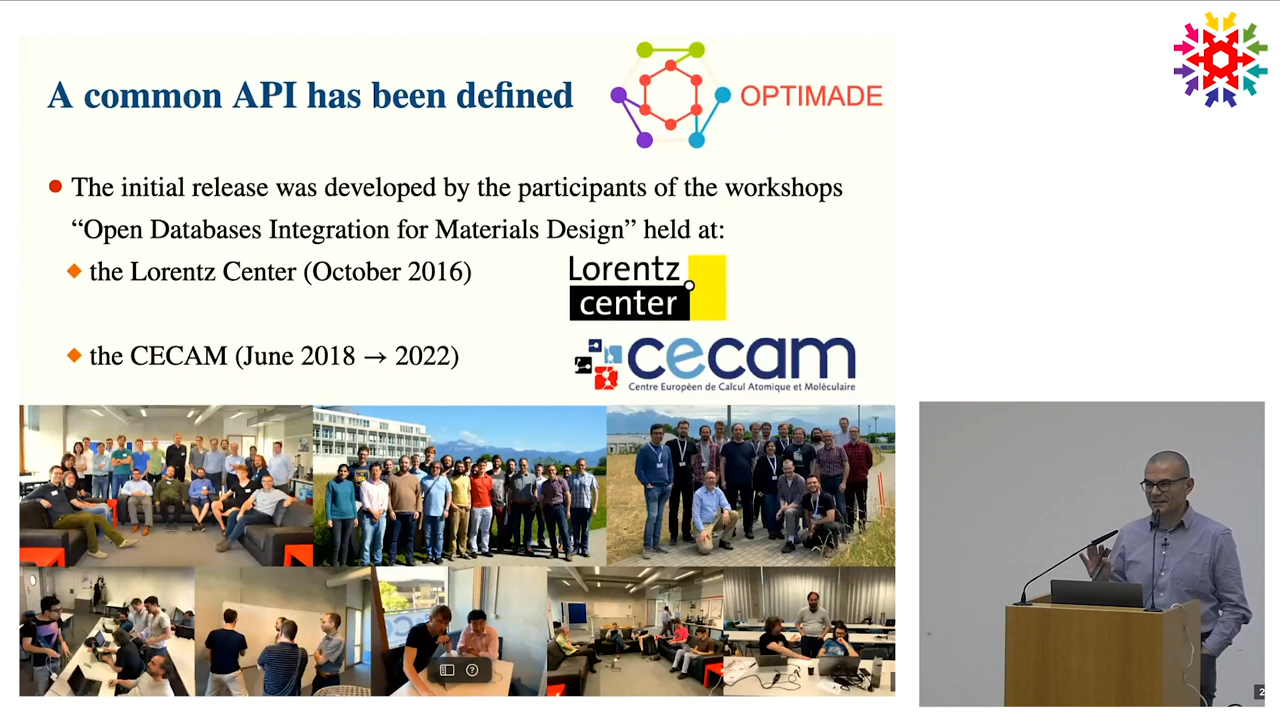 A common API has been defined
OPTIMADE
The initial release was developed by the participants of the workshops
“Open Databases Integration for Materials Design” held at:
the Lorentz Center (October 2016)
Lorentz
center
the CECAM (June 2018 → 2022)
cecam
Centre Européen de Calcul Atomique et Moléculaire
?
2